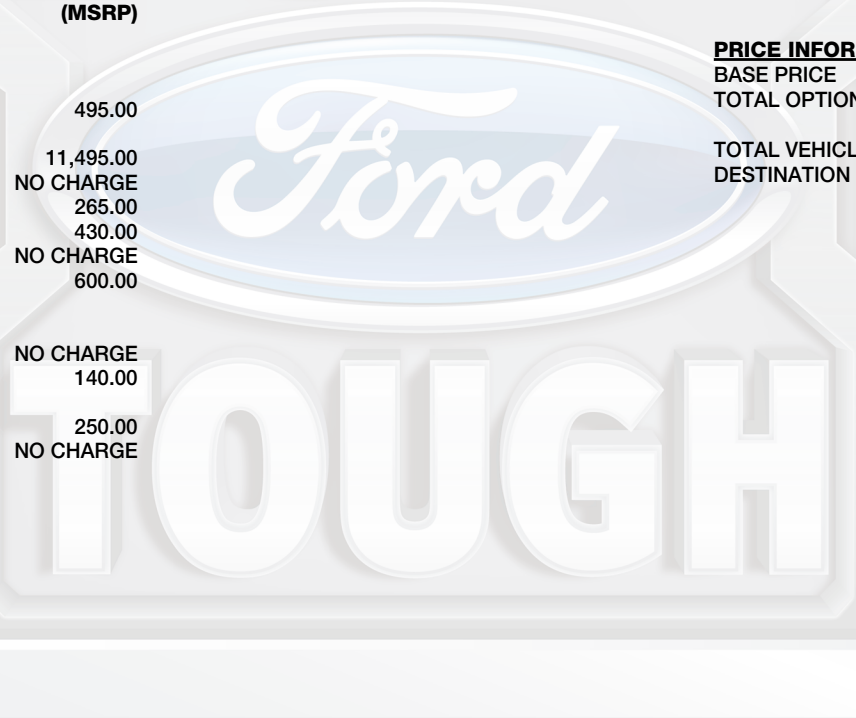 (MSRP)
495.00
11,495.00
NO CHARGE
265.00
430.00
NO CHARGE
600.00
NO CHARGE
140.00
250.00
NO CHARGE
PRICE INFOR
BASE PRICE
TOTAL OPTION
TOTAL VEHICL
DESTINATION
Ford
TOUGH